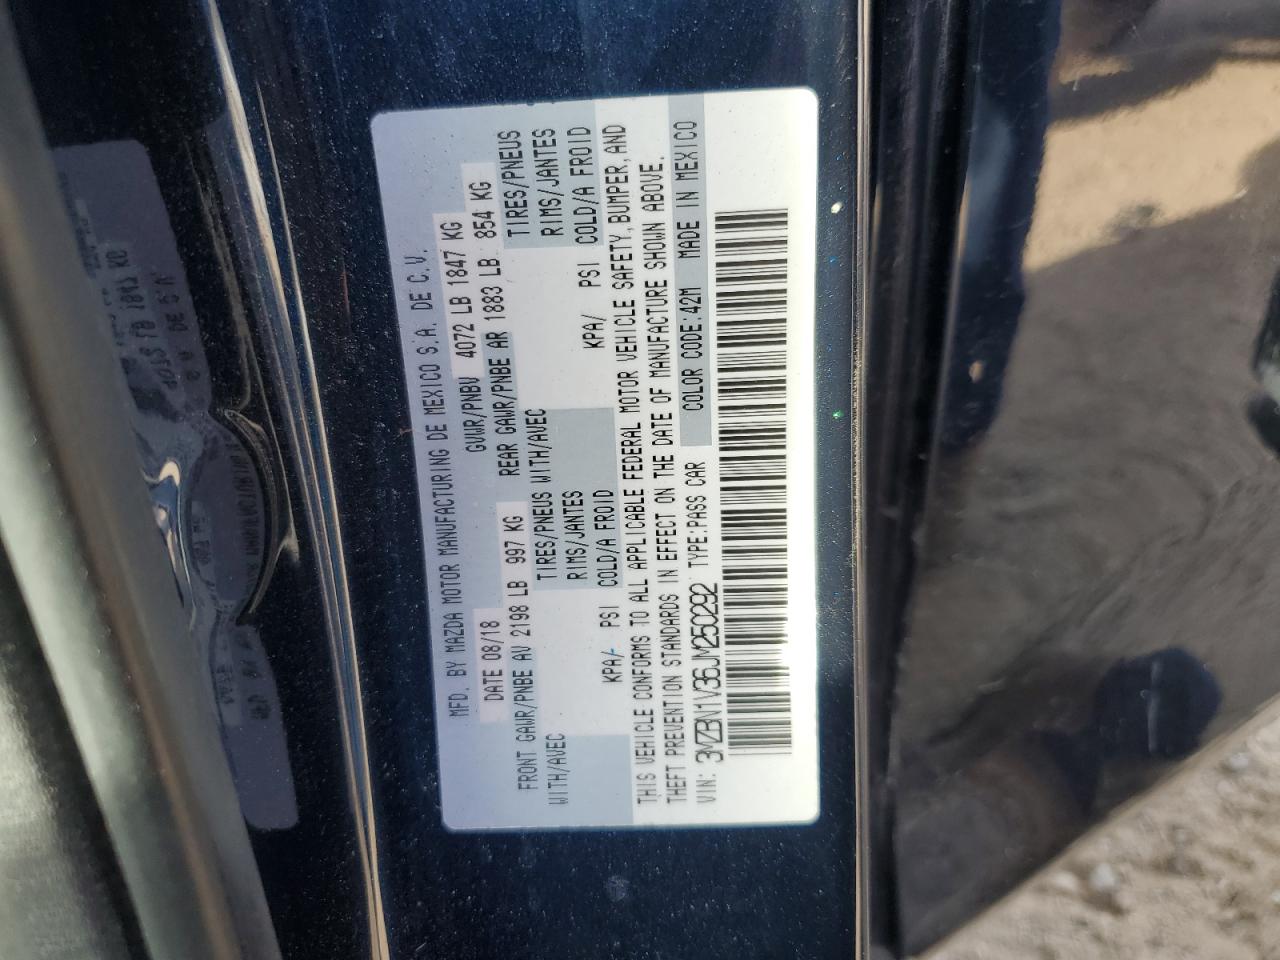 MFD. BY MAZDA MOTOR MANUFACTURING DE MEXICO S.A. DE C.V.
DATE 08/18 GVWR/PNBV 4072 LB 1847 KG
FRONT GAWR/PNBE AV 2198 LB 997 KG REAR GAWR/PNBE AR 1883 LB 854 KG
WITH/AVEC TIRES/PNEUS WITH/AVEC TIRES/PNEUS
RIMS/JANTES RIMS/JANTES
KPA/ PSI COLD/A FROID KPA/ PSI COLD/A FROID
THIS VEHICLE CONFORMS TO ALL APPLICABLE FEDERAL MOTOR VEHICLE SAFETY, BUMPER, AND
THEFT PREVENTION STANDARDS IN EFFECT ON THE DATE OF MANUFACTURE SHOWN ABOVE.
VIN: 3MZBN1V36JM250292 TYPE:PASS CAR COLOR CODE:42M MADE IN MEXICO